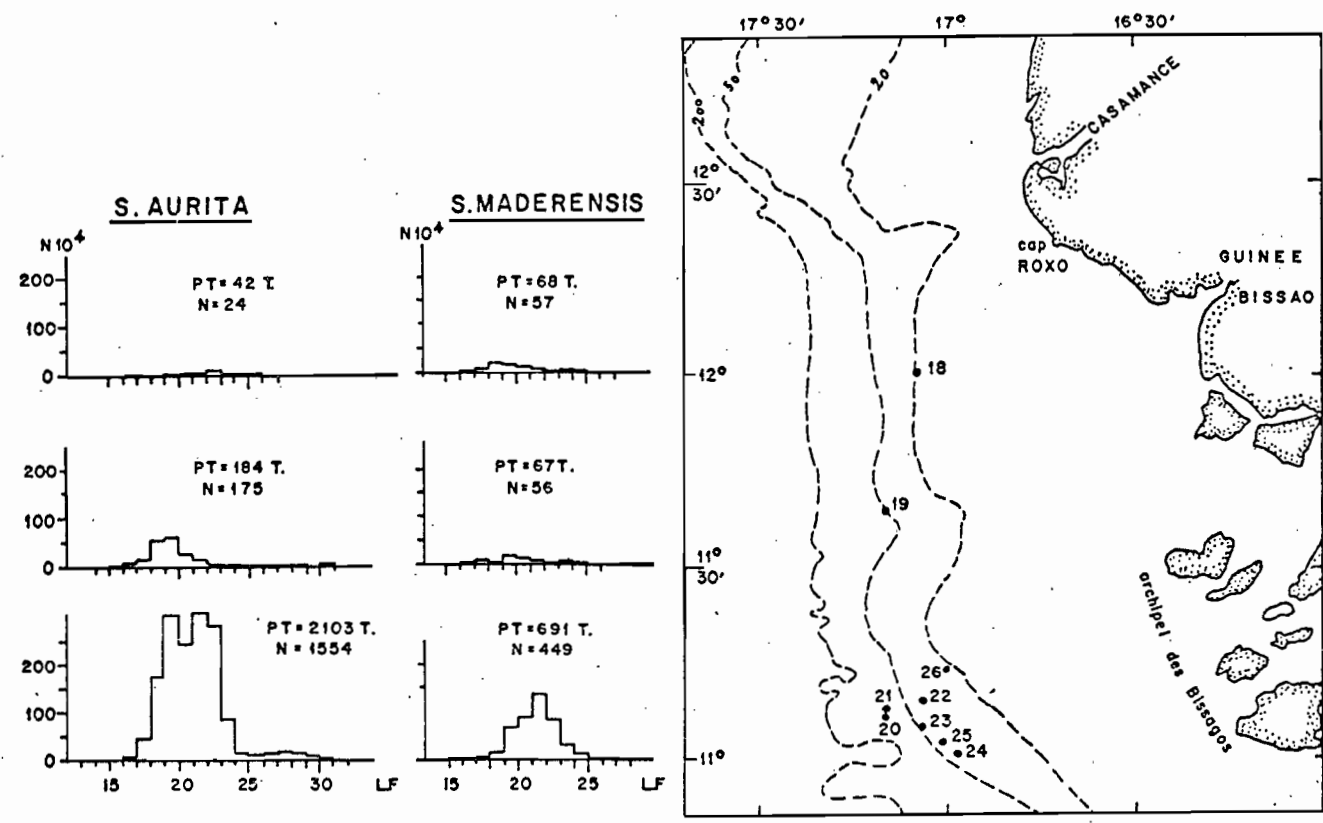 S. AURITA
S. MADERENSIS
N10⁴
200
100
0
PT = 42 T.
N = 24
N10⁴
PT = 68 T.
N = 57
200
100
0
PT = 184 T.
N = 175
PT = 67 T.
N = 56
200
100
0
PT = 2103 T.
N = 1554
PT = 691 T.
N = 449
15 20 25 30 LF
15 20 25 LF
17°30' 17° 16°30'
200
50
20
CASAMANCE
12°
30'
cap
ROXO
GUINEE
BISSAO
12°
18
19
11°
30'
archipel des Bissagos
26
21
22
20
23
25
24
11°